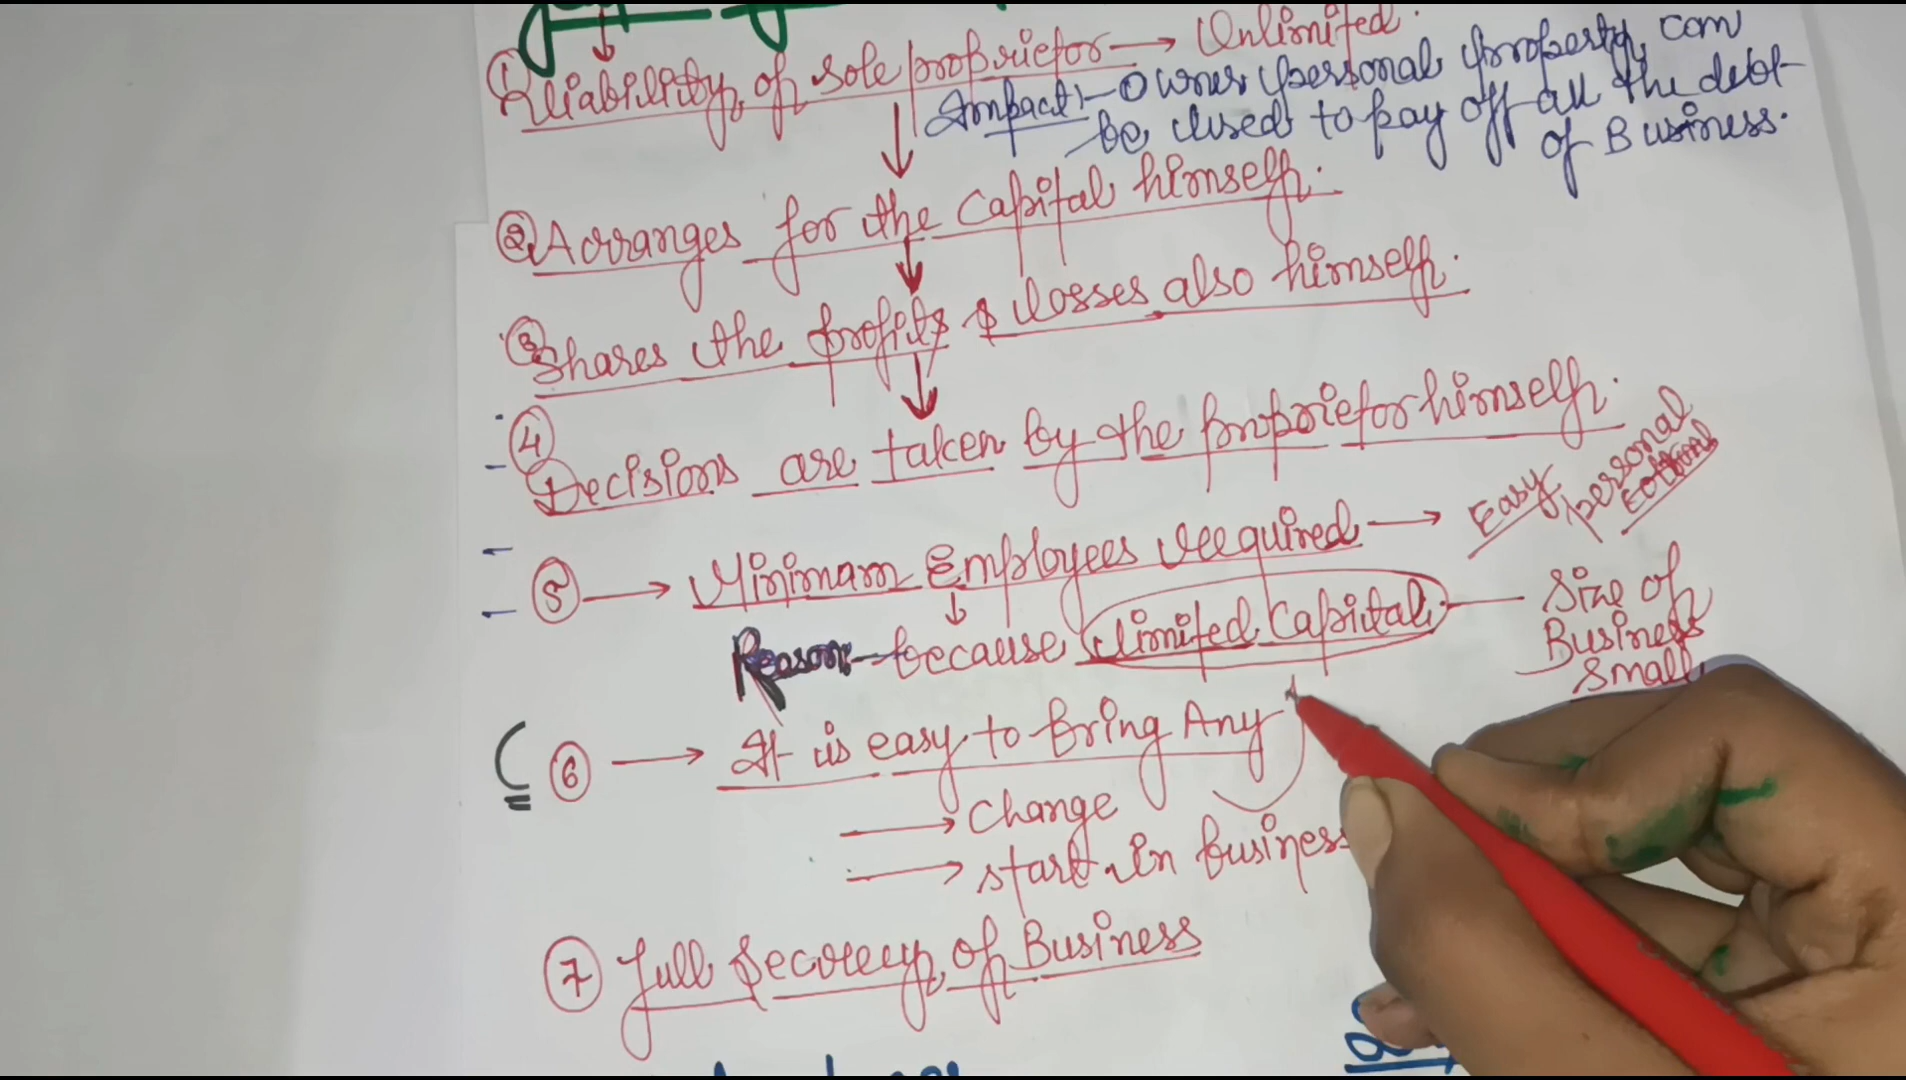 ① Liability of sole proprietor → Unlimited.
Impact:- Owner personal property can
be used to pay off all the debt
of Business.
② Arranges for the capital himself.
③ Shares the profits & losses also himself.
④
Decisions are taken by the proprietor himself.
⑤ → Minimam Employees required → Easy personal
Reason:- because limited capital. — Size of
Business
Small
⑥ → It is easy to bring Any
→ change
→ start in business
⑦ full secrecy of Business